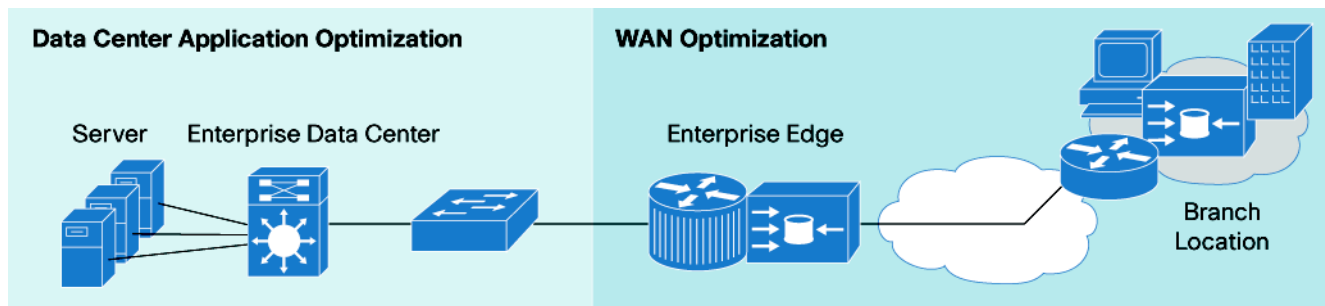 Data Center Application Optimization
WAN Optimization
Server
Enterprise Data Center
Enterprise Edge
Branch
Location